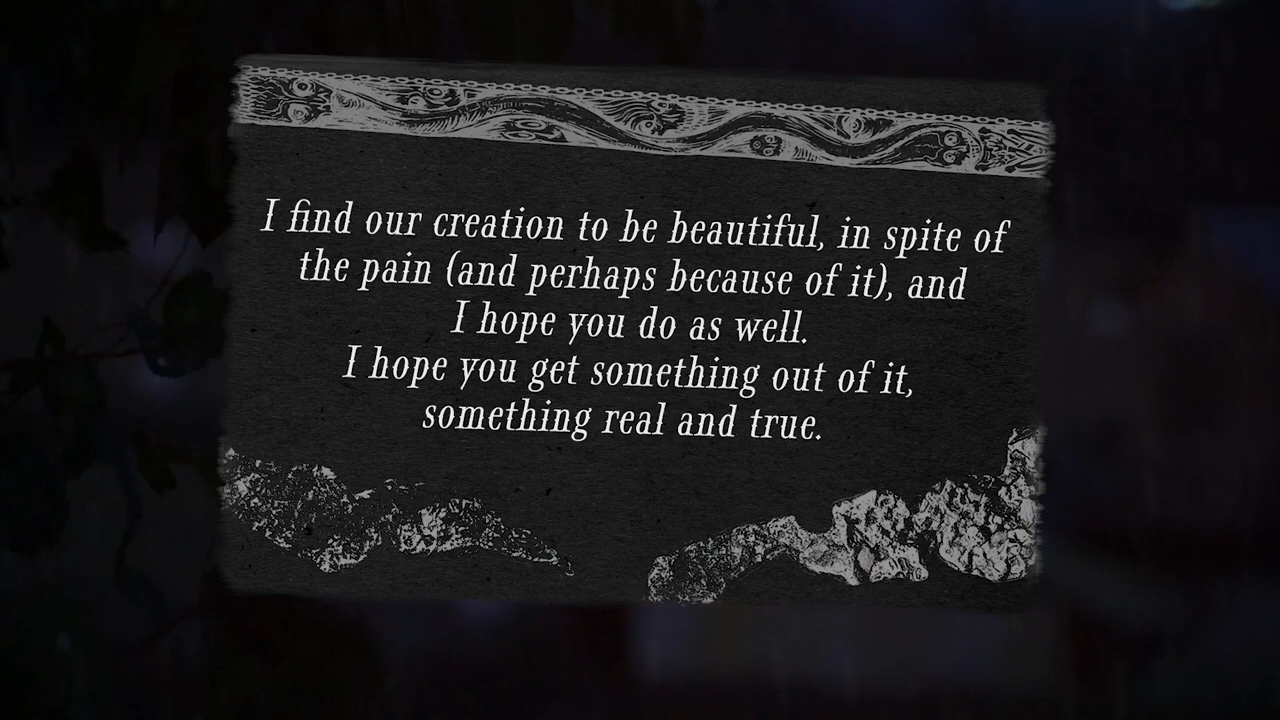 I find our creation to be beautiful, in spite of
the pain (and perhaps because of it), and
I hope you do as well.
I hope you get something out of it,
something real and true.